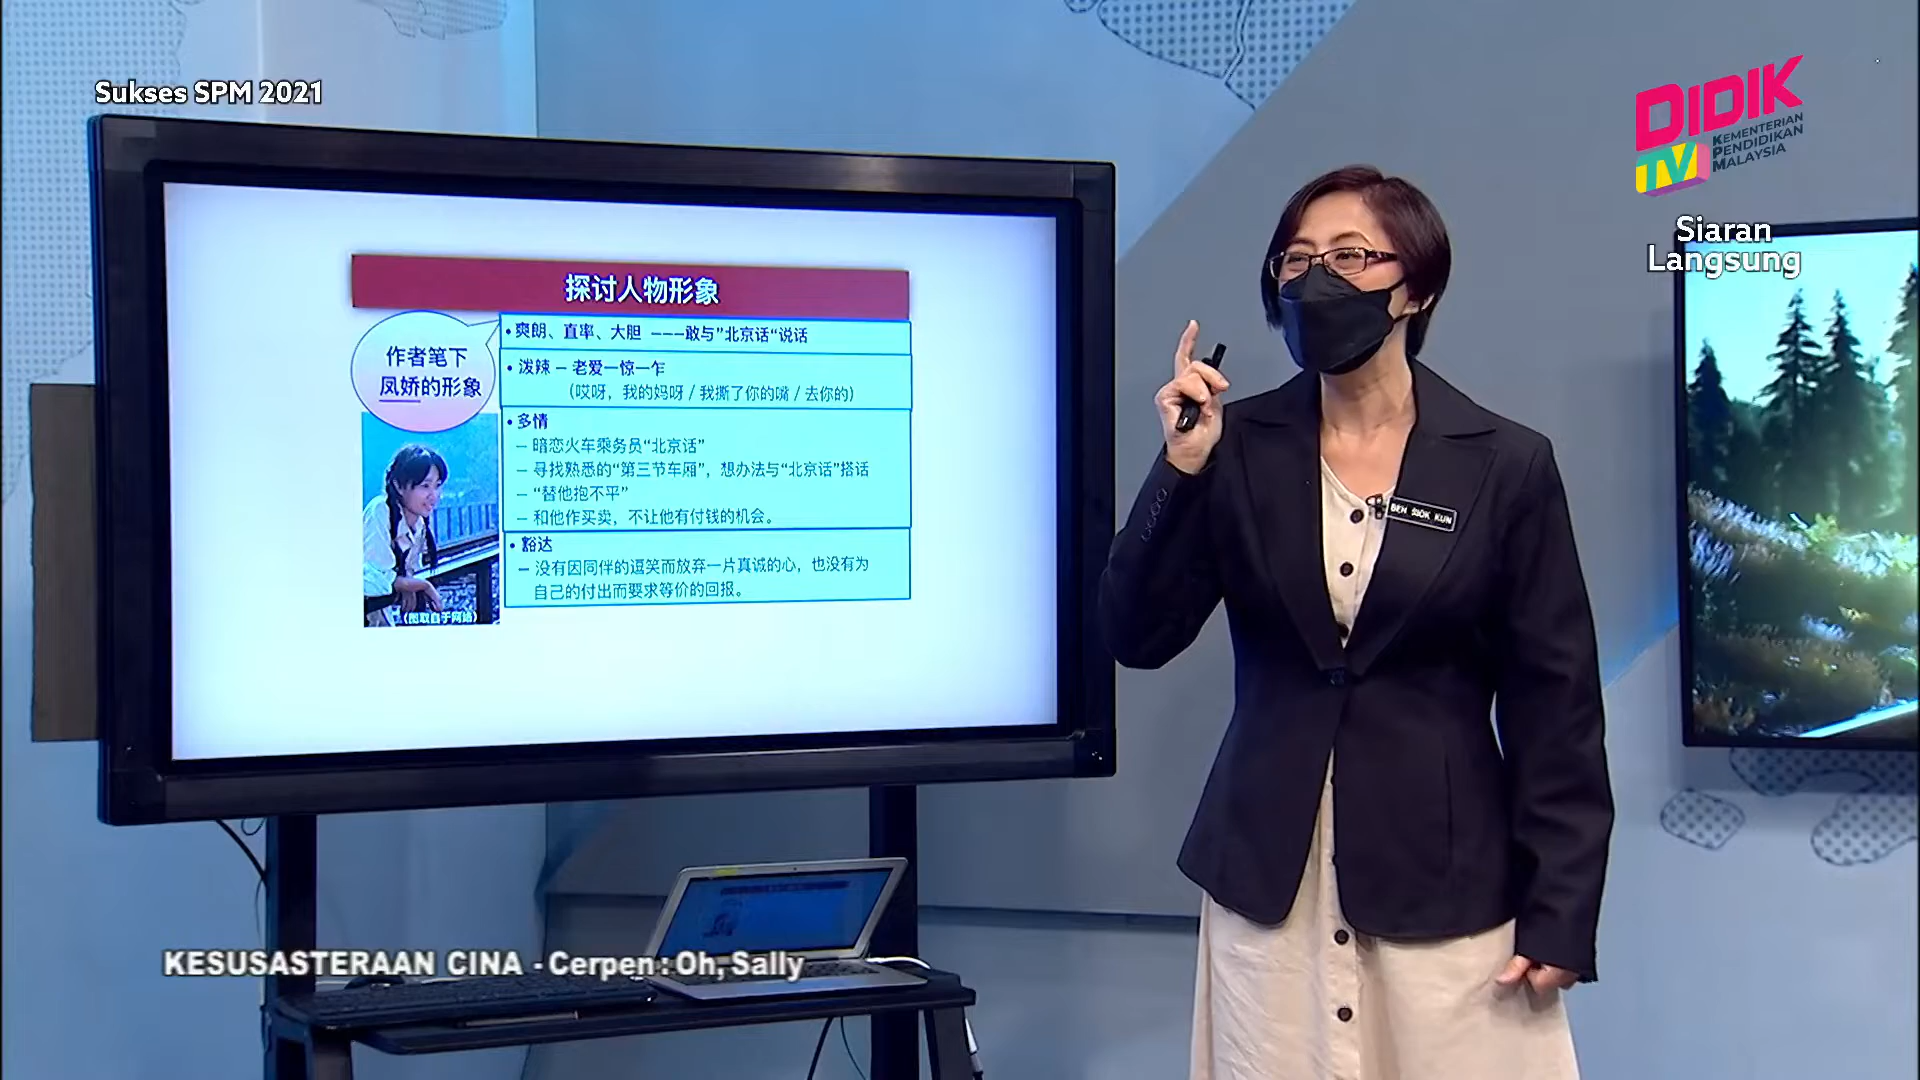 Sukses SPM 2021
DIDIK
TV
KEMENTERIAN
PENDIDIKAN
MALAYSIA
Siaran
Langsung
探讨人物形象
作者笔下
凤娇的形象
• 爽朗、直率、大胆 ---敢与"北京话“说话
• 泼辣 – 老爱一惊一乍
（哎呀，我的妈呀 / 我撕了你的嘴 / 去你的）
• 多情
– 暗恋火车乘务员“北京话”
– 寻找熟悉的“第三节车厢”，想办法与“北京话”搭话
– “替他抱不平”
– 和他作买卖，不让他有付钱的机会。
• 豁达
– 没有因同伴的逗笑而放弃一片真诚的心，也没有为
自己的付出而要求等价的回报。
（图取自于网站）
BEH SIOK KUN
KESUSASTERAAN CINA - Cerpen : Oh, Sally